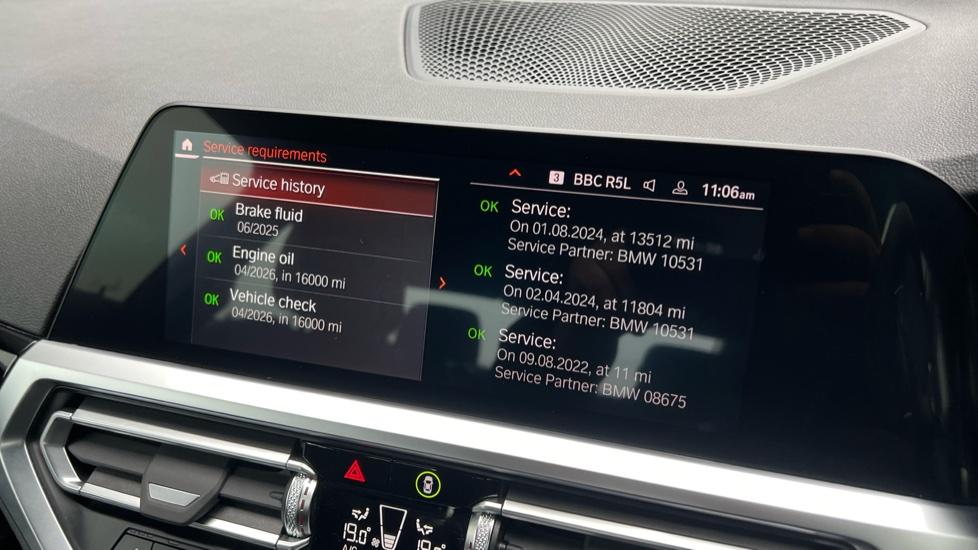 Service requirements
Service history
OK Brake fluid
06/2025
OK Engine oil
04/2026, in 16000 mi
OK Vehicle check
04/2026, in 16000 mi
3 BBC R5L 11:06am
OK Service:
On 01.08.2024, at 13512 mi
Service Partner: BMW 10531
OK Service:
On 02.04.2024, at 11804 mi
Service Partner: BMW 10531
OK Service:
On 09.08.2022, at 11 mi
Service Partner: BMW 08675
19.0°